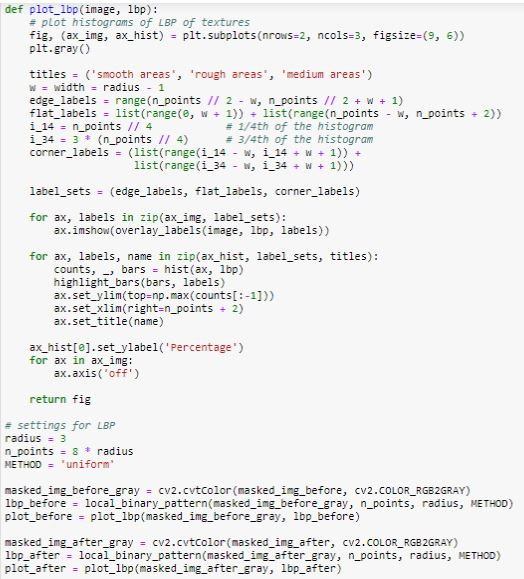 def plot_lbp(image, lbp):
    # plot histograms of LBP of textures
    fig, (ax_img, ax_hist) = plt.subplots(nrows=2, ncols=3, figsize=(9, 6))
    plt.gray()

    titles = ('smooth areas', 'rough areas', 'medium areas')
    w = width = radius - 1
    edge_labels = range(n_points // 2 - w, n_points // 2 + w + 1)
    flat_labels = list(range(0, w + 1)) + list(range(n_points - w, n_points + 2))
    i_14 = n_points // 4            # 1/4th of the histogram
    i_34 = 3 * (n_points // 4)      # 3/4th of the histogram
    corner_labels = (list(range(i_14 - w, i_14 + w + 1)) +
                     list(range(i_34 - w, i_34 + w + 1)))

    label_sets = (edge_labels, flat_labels, corner_labels)

    for ax, labels in zip(ax_img, label_sets):
        ax.imshow(overlay_labels(image, lbp, labels))

    for ax, labels, name in zip(ax_hist, label_sets, titles):
        counts, _, bars = hist(ax, lbp)
        highlight_bars(bars, labels)
        ax.set_ylim(top=np.max(counts[:-1]))
        ax.set_xlim(right=n_points + 2)
        ax.set_title(name)

    ax_hist[0].set_ylabel('Percentage')
    for ax in ax_img:
        ax.axis('off')

    return fig

# settings for LBP
radius = 3
n_points = 8 * radius
METHOD = 'uniform'

masked_img_before_gray = cv2.cvtColor(masked_img_before, cv2.COLOR_RGB2GRAY)
lbp_before = local_binary_pattern(masked_img_before_gray, n_points, radius, METHOD)
plot_before = plot_lbp(masked_img_before_gray, lbp_before)

masked_img_after_gray = cv2.cvtColor(masked_img_after, cv2.COLOR_RGB2GRAY)
lbp_after = local_binary_pattern(masked_img_after_gray, n_points, radius, METHOD)
plot_after = plot_lbp(masked_img_after_gray, lbp_after)